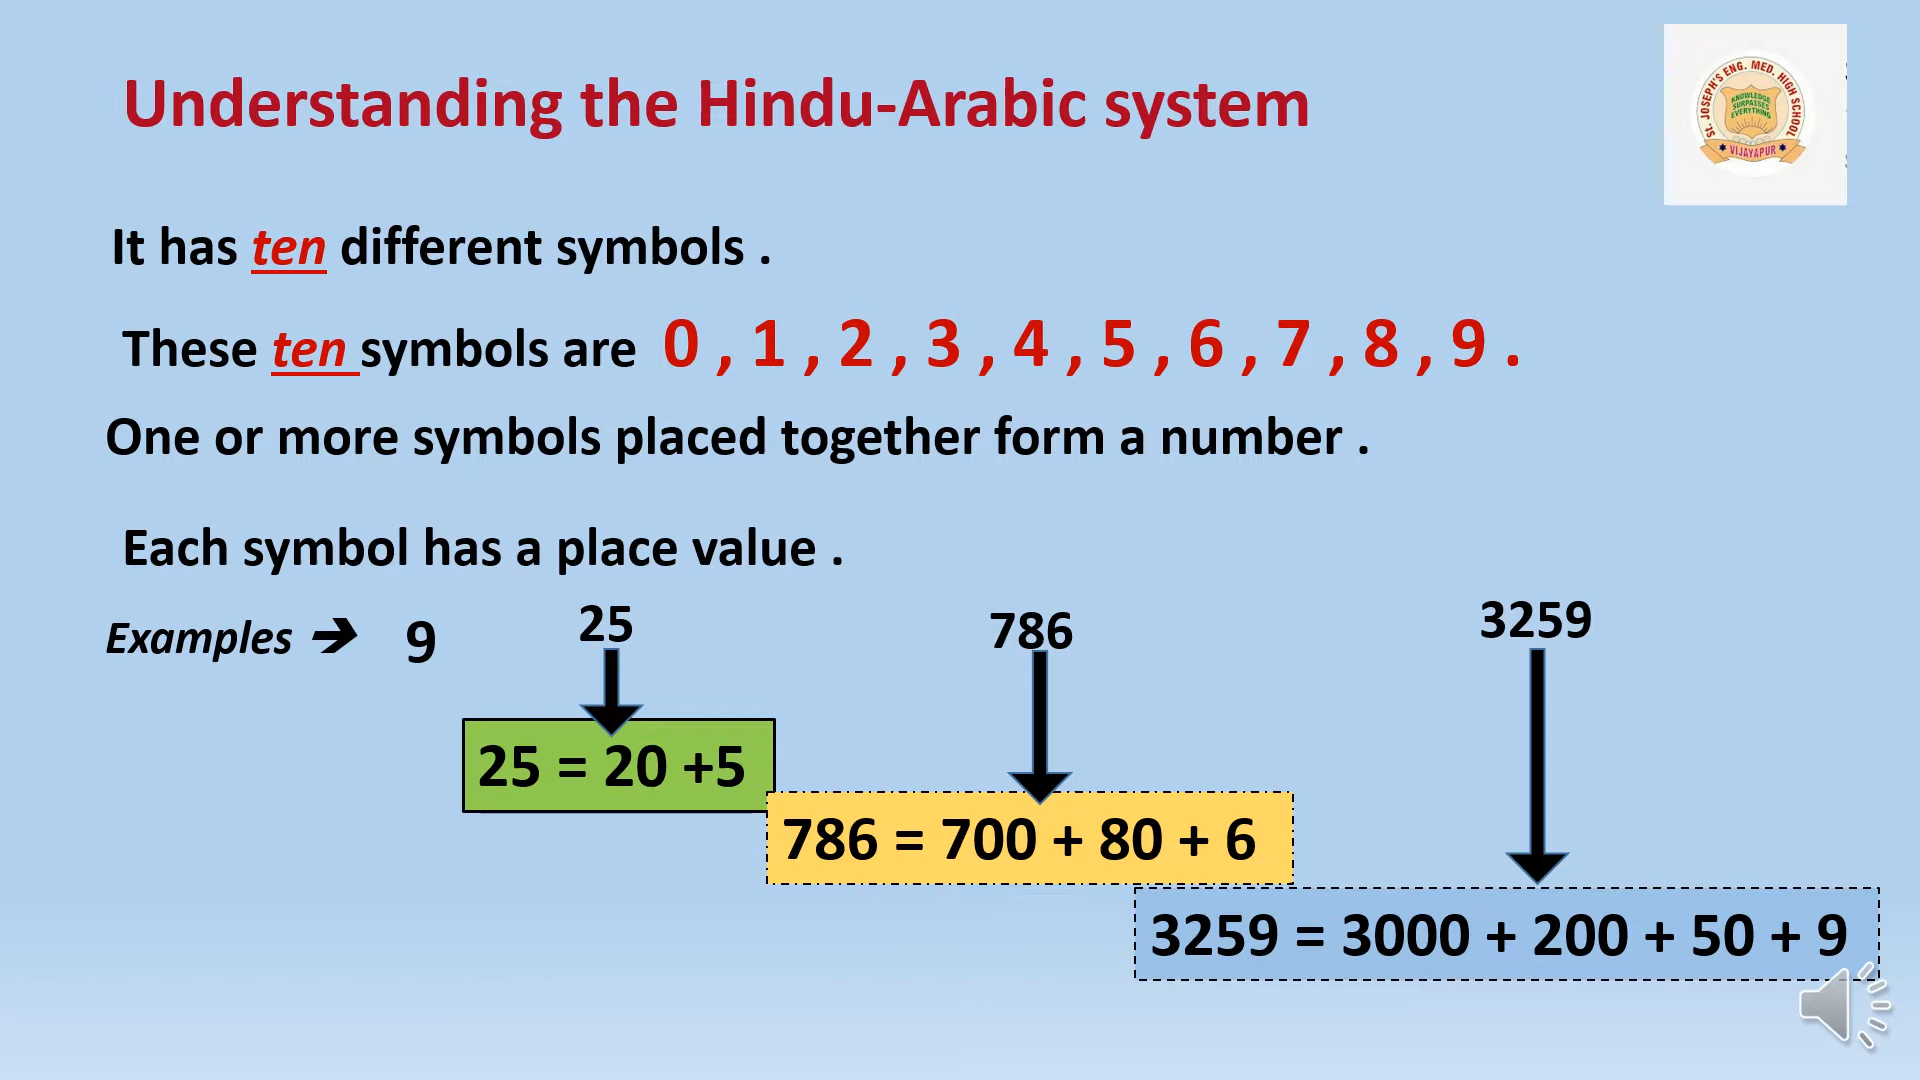 Understanding the Hindu-Arabic system
ST. JOSEPH'S ENG. MED. HIGH SCHOOL
KNOWLEDGE
SURPASSES
EVERYTHING
VIJAYAPUR
It has ten different symbols .
These ten symbols are 0 , 1 , 2 , 3 , 4 , 5 , 6 , 7 , 8 , 9 .
One or more symbols placed together form a number .
Each symbol has a place value .
Examples ➔ 9 25 786 3259
25 = 20 +5
786 = 700 + 80 + 6
3259 = 3000 + 200 + 50 + 9